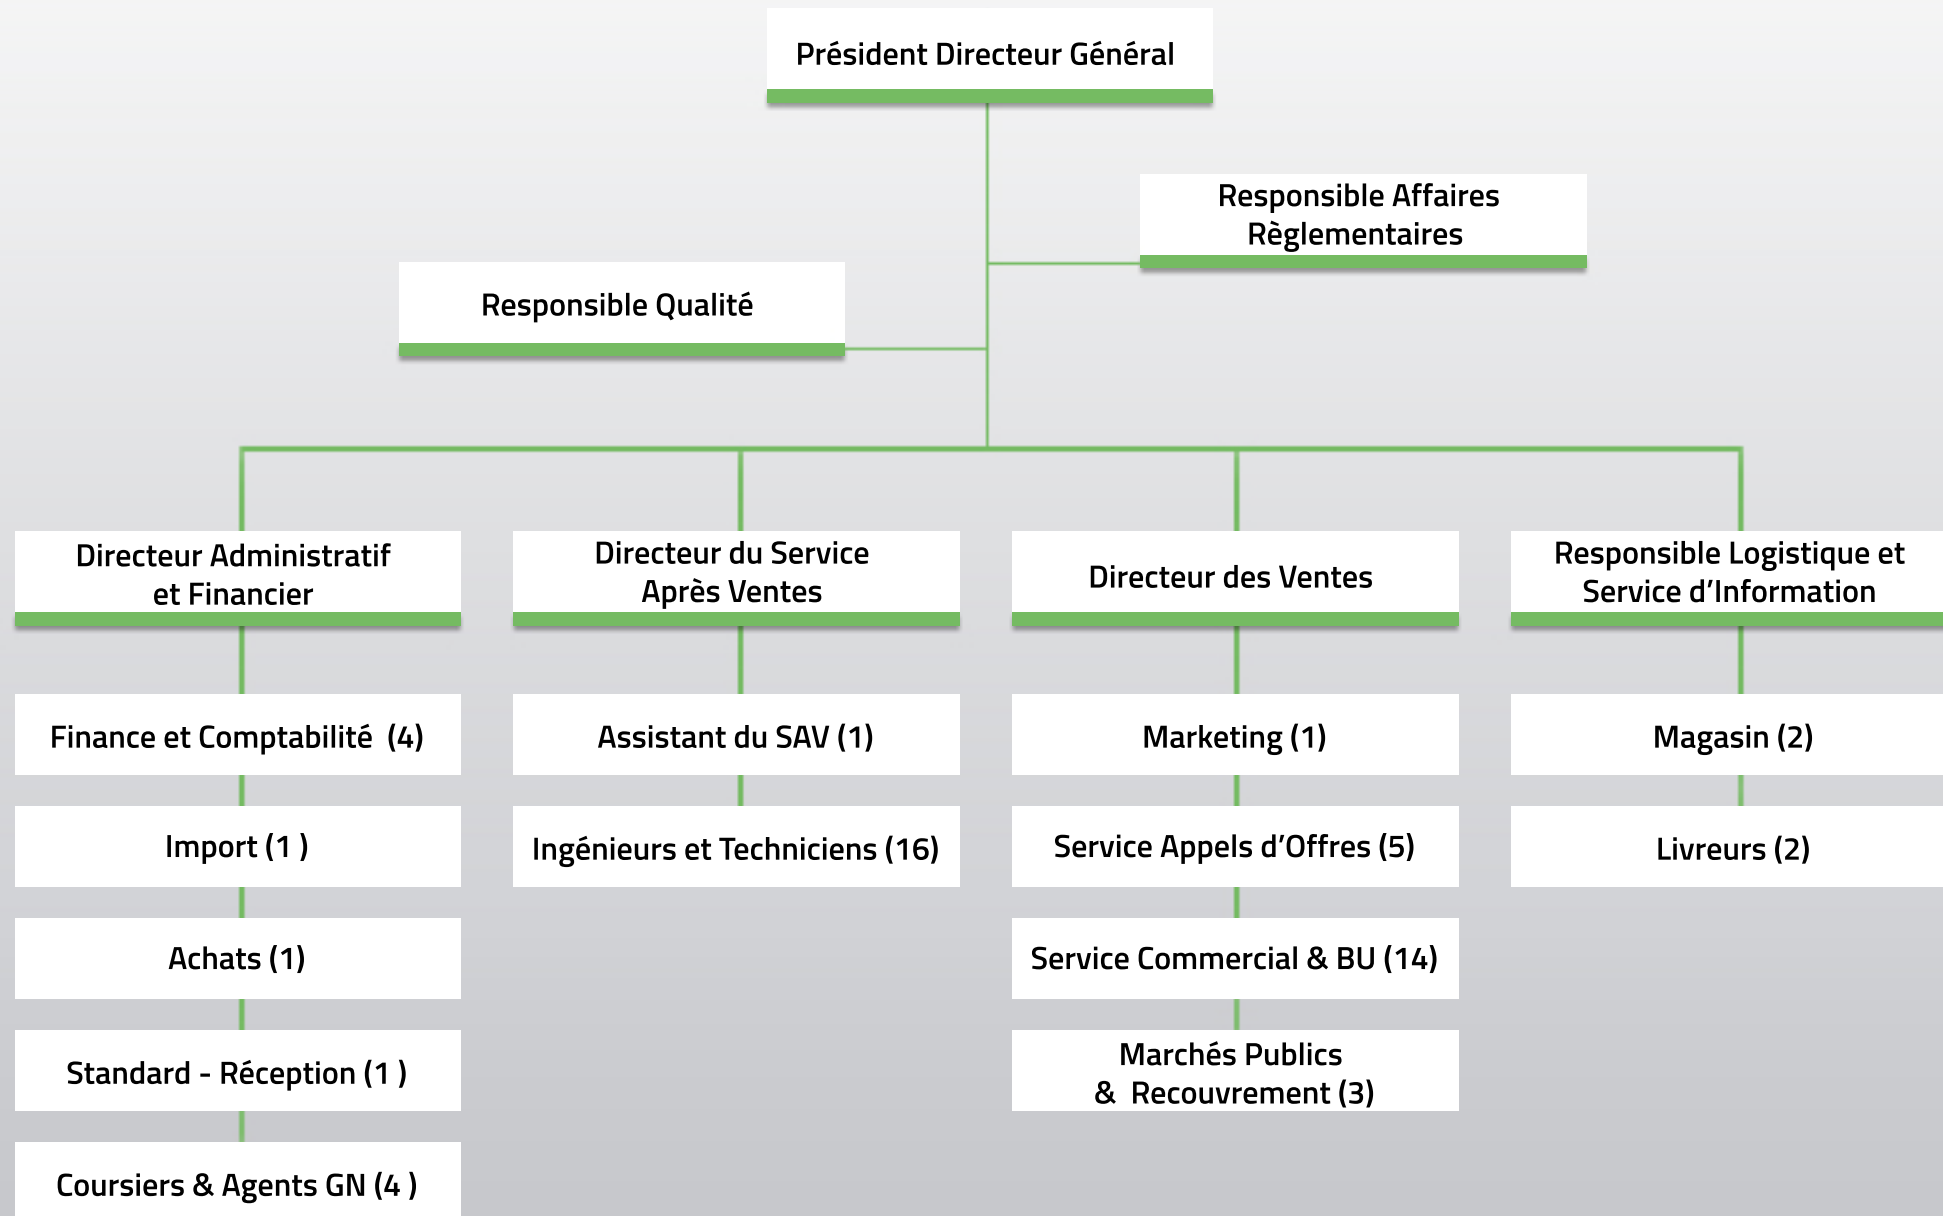 Président Directeur Général
Responsible Affaires
Règlementaires
Responsible Qualité
Directeur Administratif
et Financier
Directeur du Service
Après Ventes
Directeur des Ventes
Responsible Logistique et
Service d’Information
Finance et Comptabilité  (4)
Assistant du SAV (1)
Marketing (1)
Magasin (2)
Import (1 )
Ingénieurs et Techniciens (16)
Service Appels d’Offres (5)
Livreurs (2)
Achats (1)
Service Commercial & BU (14)
Standard - Réception (1 )
Marchés Publics
&  Recouvrement (3)
Coursiers & Agents GN (4 )